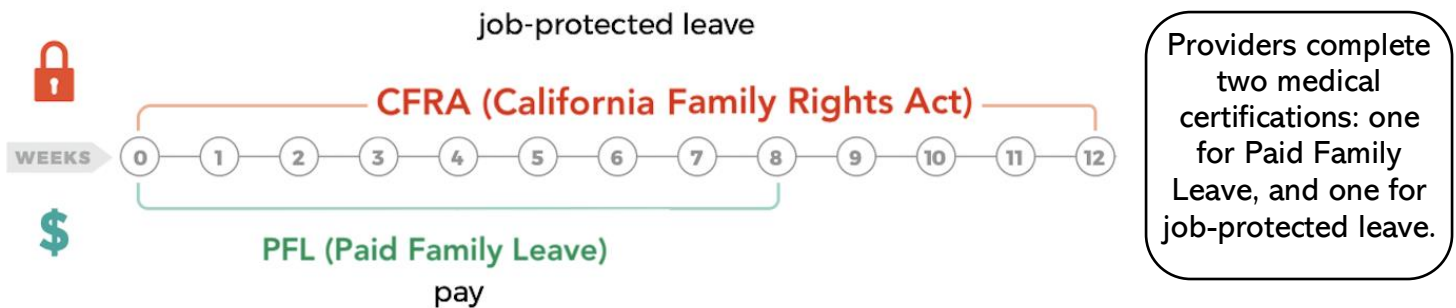 job-protected leave
CFRA (California Family Rights Act)
WEEKS 0 1 2 3 4 5 6 7 8 9 10 11 12
$
PFL (Paid Family Leave)
pay
Providers complete
two medical
certifications: one
for Paid Family
Leave, and one for
job-protected leave.